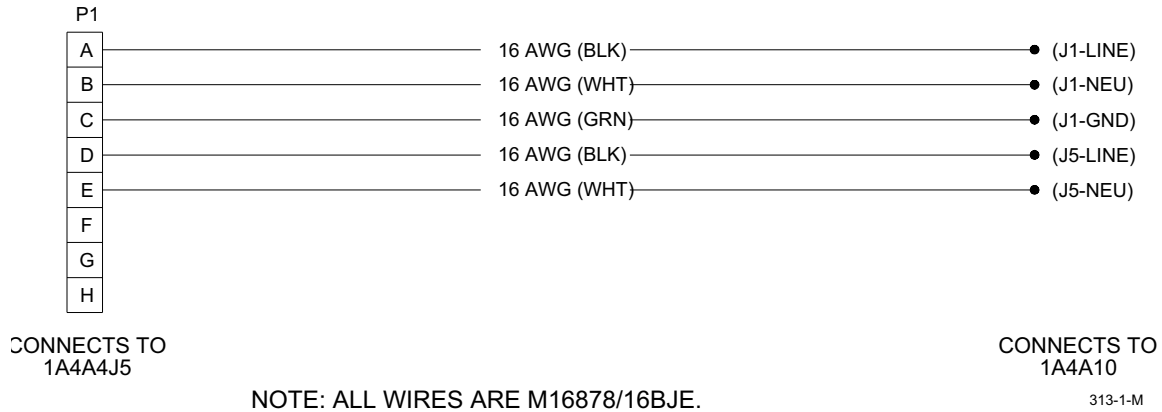 P1
A 16 AWG (BLK) (J1-LINE)
B 16 AWG (WHT) (J1-NEU)
C 16 AWG (GRN) (J1-GND)
D 16 AWG (BLK) (J5-LINE)
E 16 AWG (WHT) (J5-NEU)
F
G
H
CONNECTS TO
1A4A4J5
CONNECTS TO
1A4A10
NOTE: ALL WIRES ARE M16878/16BJE.
313-1-M